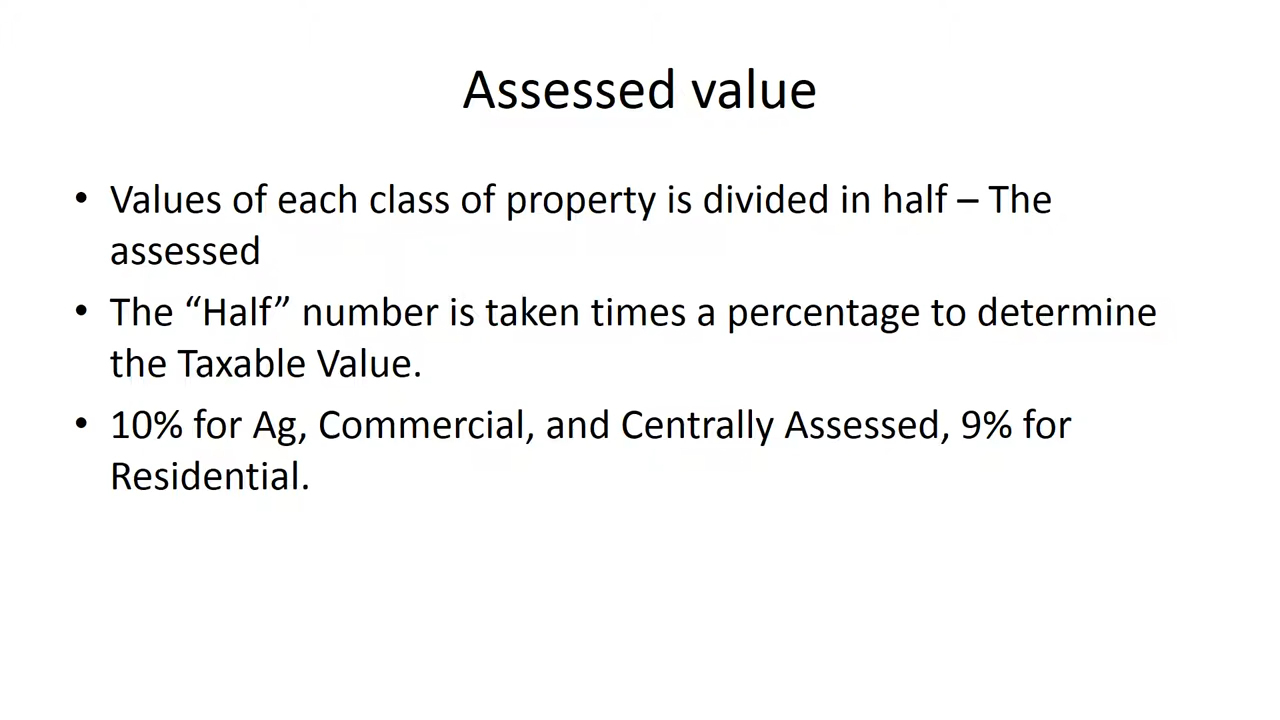 Assessed value
• Values of each class of property is divided in half – The
assessed
• The “Half” number is taken times a percentage to determine
the Taxable Value.
• 10% for Ag, Commercial, and Centrally Assessed, 9% for
Residential.